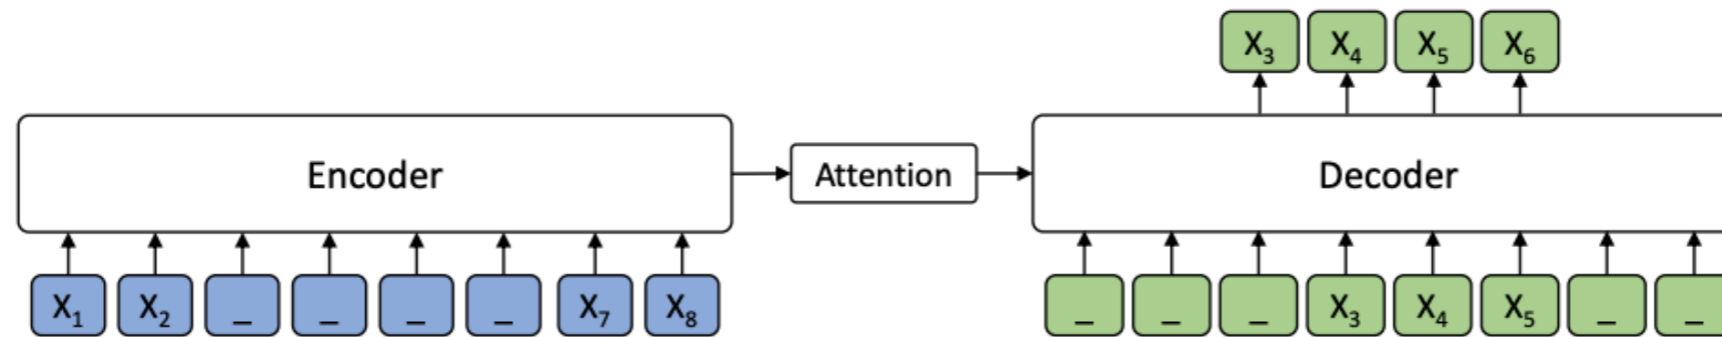 X₃ X₄ X₅ X₆
Encoder Attention Decoder
X₁ X₂ _ _ _ _ X₇ X₈ _ _ _ X₃ X₄ X₅ _ _